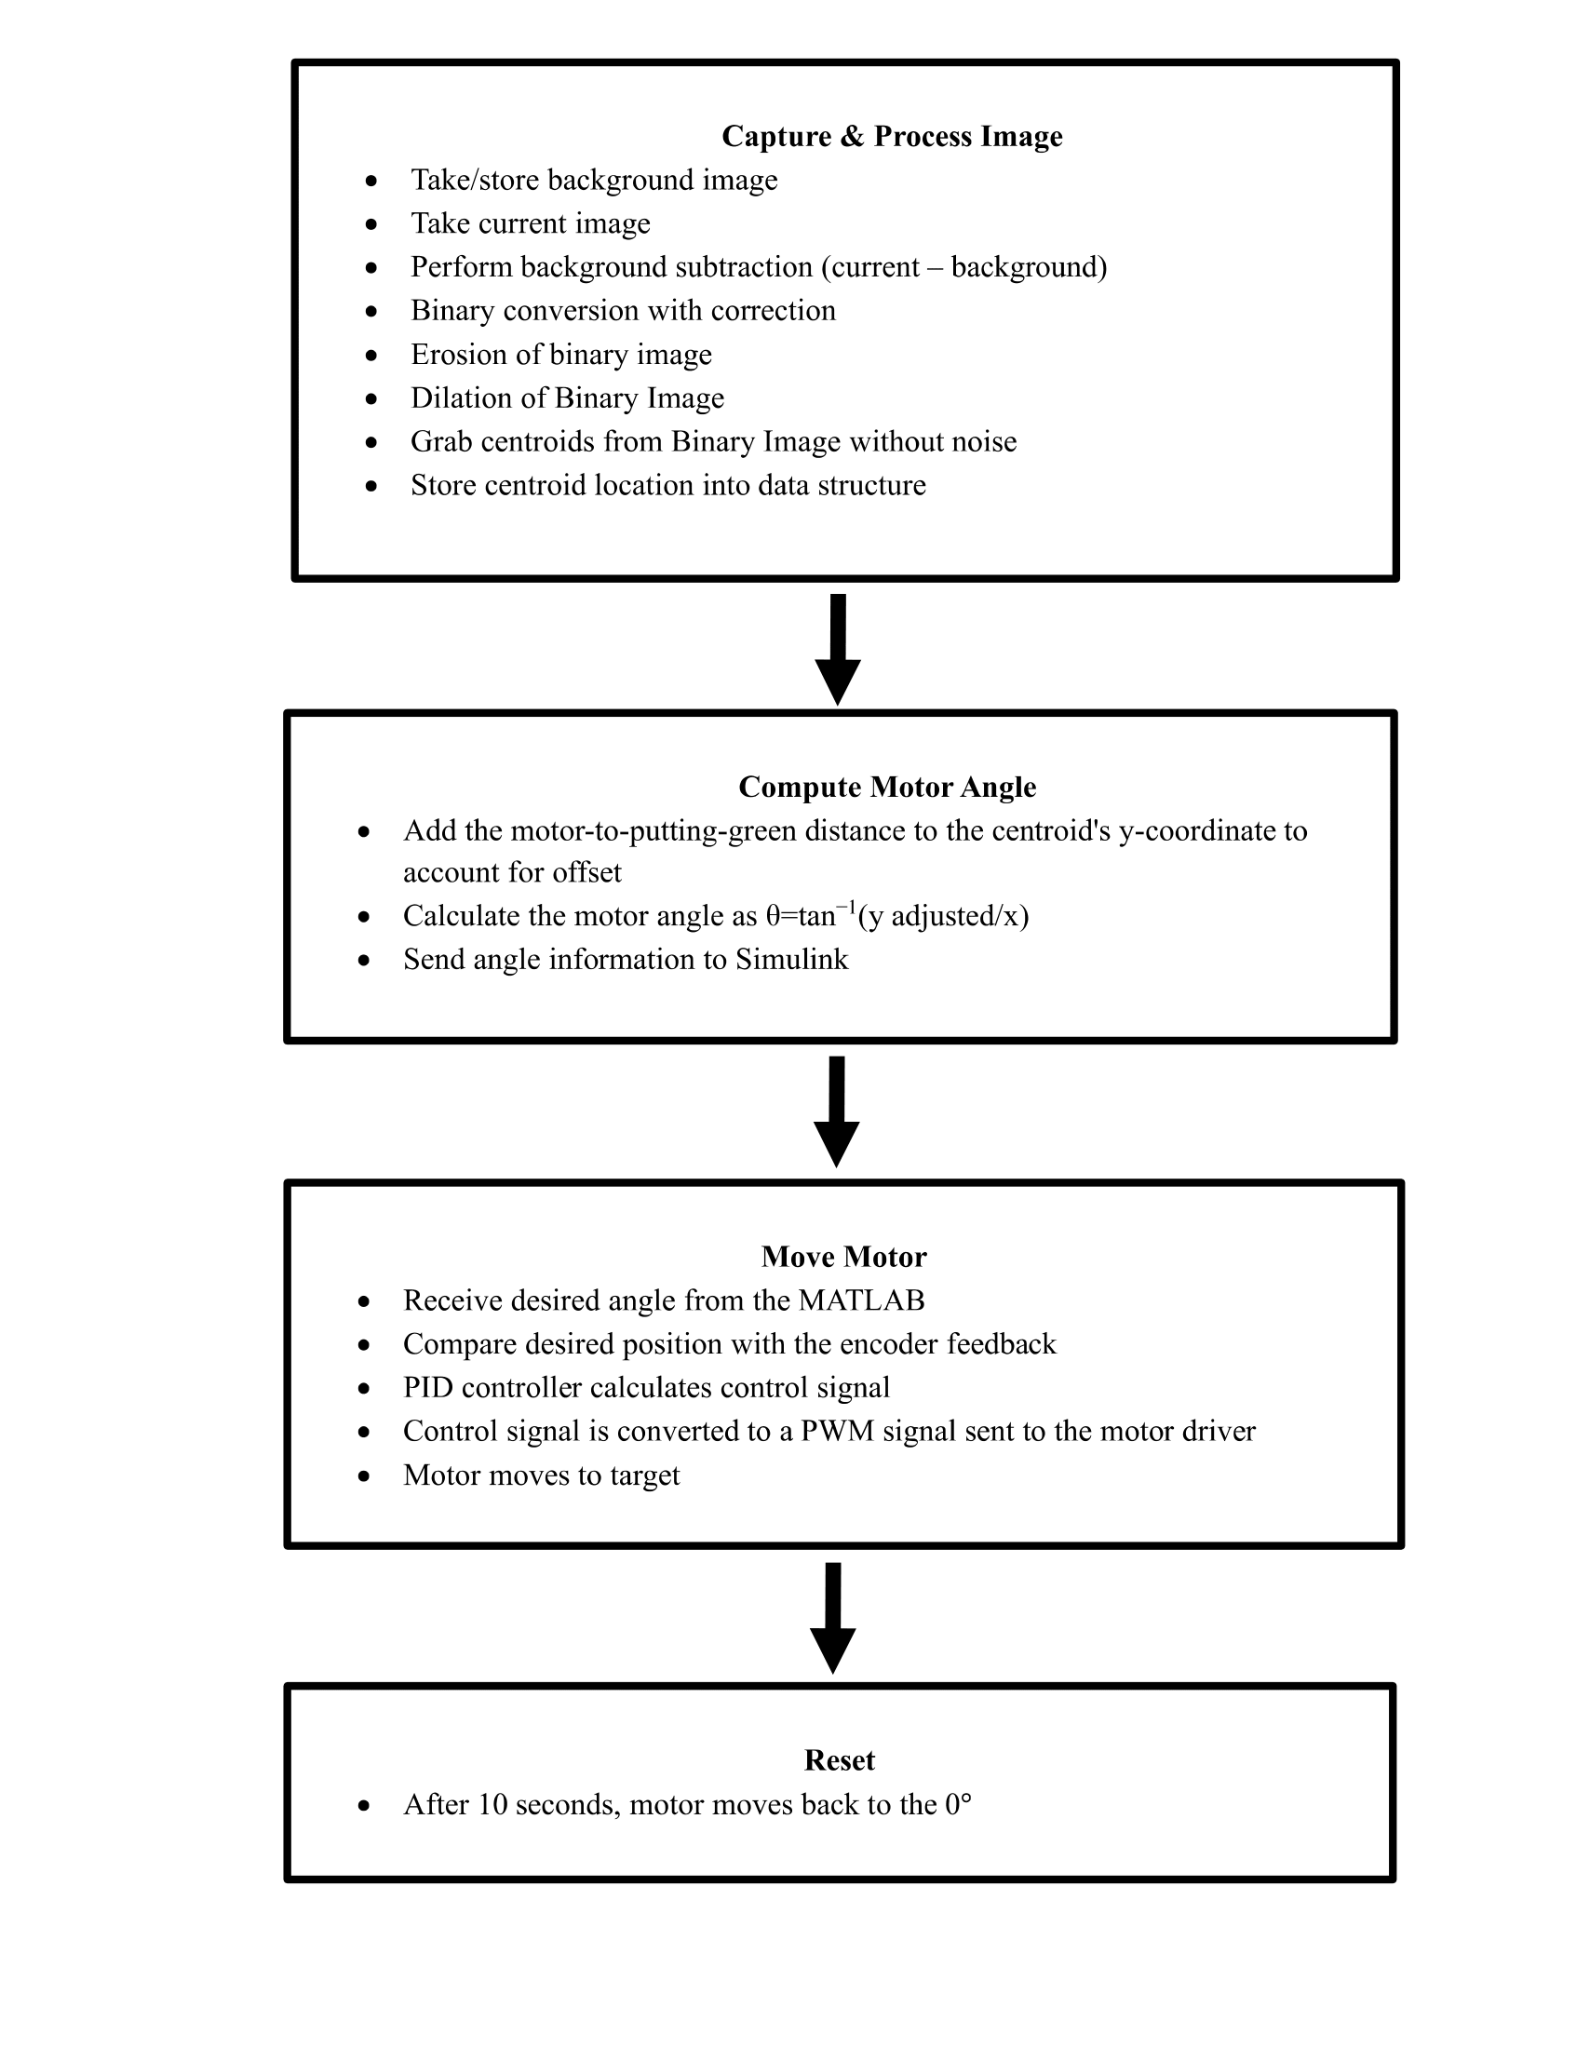 Capture & Process Image
• Take/store background image
• Take current image
• Perform background subtraction (current – background)
• Binary conversion with correction
• Erosion of binary image
• Dilation of Binary Image
• Grab centroids from Binary Image without noise
• Store centroid location into data structure
Compute Motor Angle
• Add the motor-to-putting-green distance to the centroid's y-coordinate to
account for offset
• Calculate the motor angle as θ=tan⁻¹(y adjusted/x)
• Send angle information to Simulink
Move Motor
• Receive desired angle from the MATLAB
• Compare desired position with the encoder feedback
• PID controller calculates control signal
• Control signal is converted to a PWM signal sent to the motor driver
• Motor moves to target
Reset
• After 10 seconds, motor moves back to the 0°